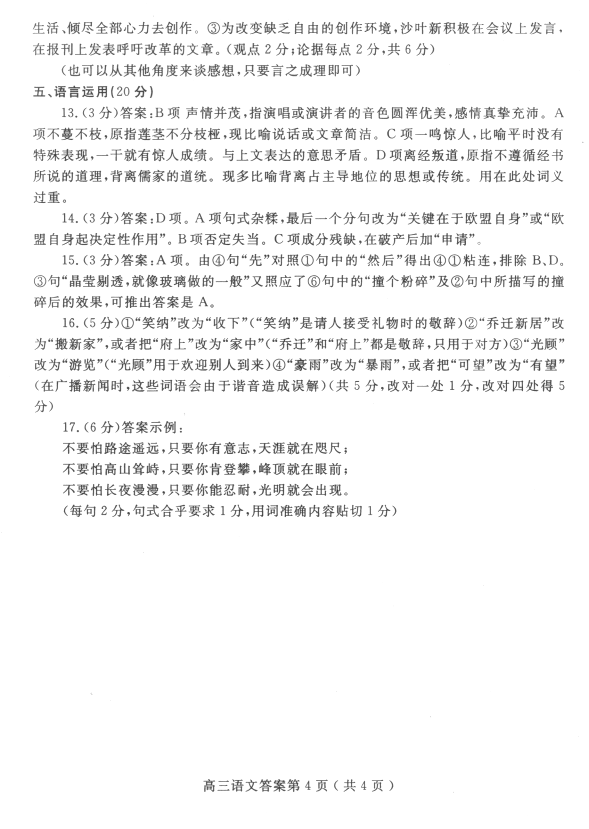 生活、倾尽全部心力去创作。③为改变缺乏自由的创作环境,沙叶新积极在会议上发言,
在报刊上发表呼吁改革的文章。(观点2分;论据每点2分,共6分)
(也可以从其他角度来谈感想,只要言之成理即可)
五、语言运用(20分)
13.(3分)答案:B项 声情并茂,指演唱或演讲者的音色圆浑优美,感情真挚充沛。A
项不蔓不枝,原指莲茎不分枝桠,现比喻说话或文章简洁。C项一鸣惊人,比喻平时没有
特殊表现,一干就有惊人成绩。与上文表达的意思矛盾。D项离经叛道,原指不遵循经书
所说的道理,背离儒家的道统。现多比喻背离占主导地位的思想或传统。用在此处词义
过重。
14.(3分)答案:D项。A项句式杂糅,最后一个分句改为“关键在于欧盟自身”或“欧
盟自身起决定性作用”。B项否定失当。C项成分残缺,在破产后加“申请”。
15.(3分)答案:A项。由④句“先”对照①句中的“然后”得出④①粘连,排除B、D。
③句“晶莹剔透,就像玻璃做的一般”又照应了⑥句中的“撞个粉碎”及②句中所描写的撞
碎后的效果,可推出答案是A。
16.(5分)①“笑纳”改为“收下”(“笑纳”是请人接受礼物时的敬辞)②“乔迁新居”改
为“搬新家”,或者把“府上”改为“家中”(“乔迁”和“府上”都是敬辞,只用于对方)③“光顾”
改为“游览”(“光顾”用于欢迎别人到来)④“豪雨”改为“暴雨”,或者把“可望”改为“有望”
(在广播新闻时,这些词语会由于谐音造成误解)(共5分,改对一处1分,改对四处得5
分)
17.(6分)答案示例:
不要怕路途遥远,只要你有意志,天涯就在咫尺;
不要怕高山耸峙,只要你肯登攀,峰顶就在眼前;
不要怕长夜漫漫,只要你能忍耐,光明就会出现。
(每句2分,句式合乎要求1分,用词准确内容贴切1分)
高三语文答案第4页(共4页)